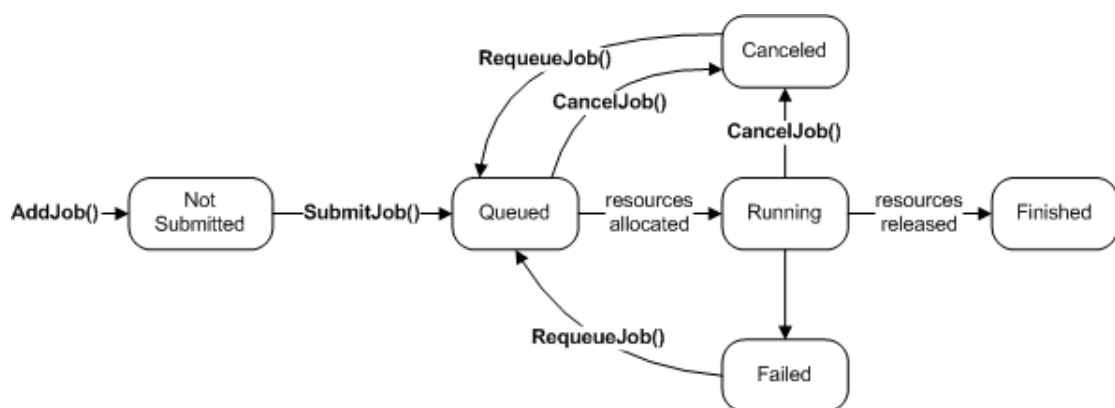 Canceled
RequeueJob()
CancelJob()
CancelJob()
AddJob()
Not
Submitted
SubmitJob()
Queued
resources
allocated
Running
resources
released
Finished
RequeueJob()
Failed